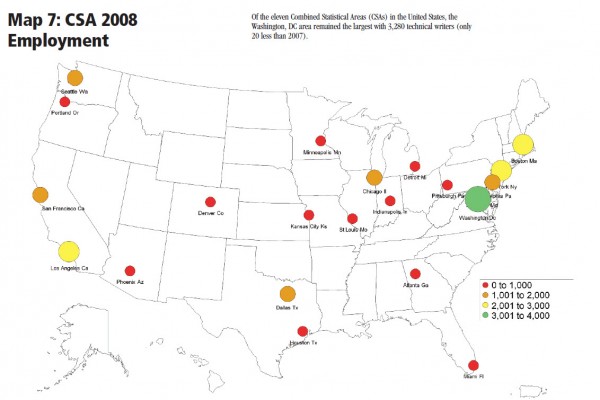 Map 7: CSA 2008
Employment
Of the eleven Combined Statistical Areas (CSAs) in the United States, the
Washington, DC area remained the largest with 3,280 technical writers (only
20 less than 2007).
Seattle Wa
Portland Or
Minneapolis Mn
Boston Ma
Detroit Mi
Chicago Il
Pittsburgh Pa
York Ny
Pa
Md
Indianapolis In
San Francisco Ca
Denver Co
Kansas City Ks
St Louis Mo
Washington Dc
Los Angeles Ca
Phoenix Az
Atlanta Ga
Dallas Tx
Houston Tx
Miami Fl
0 to 1,000
1,001 to 2,000
2,001 to 3,000
3,001 to 4,000